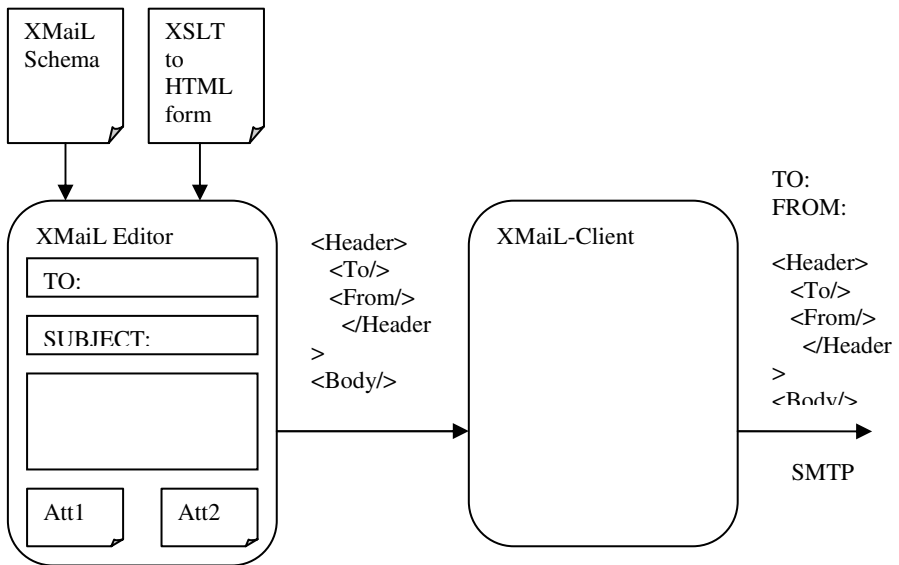 XMaiL
Schema
XSLT
to
HTML
form
XMaiL Editor
TO:
SUBJECT:
Att1
Att2
<Header>
<To/>
<From/>
</Header
>
<Body/>
XMaiL-Client
TO:
FROM:
<Header>
<To/>
<From/>
</Header
>
<Body/>
SMTP